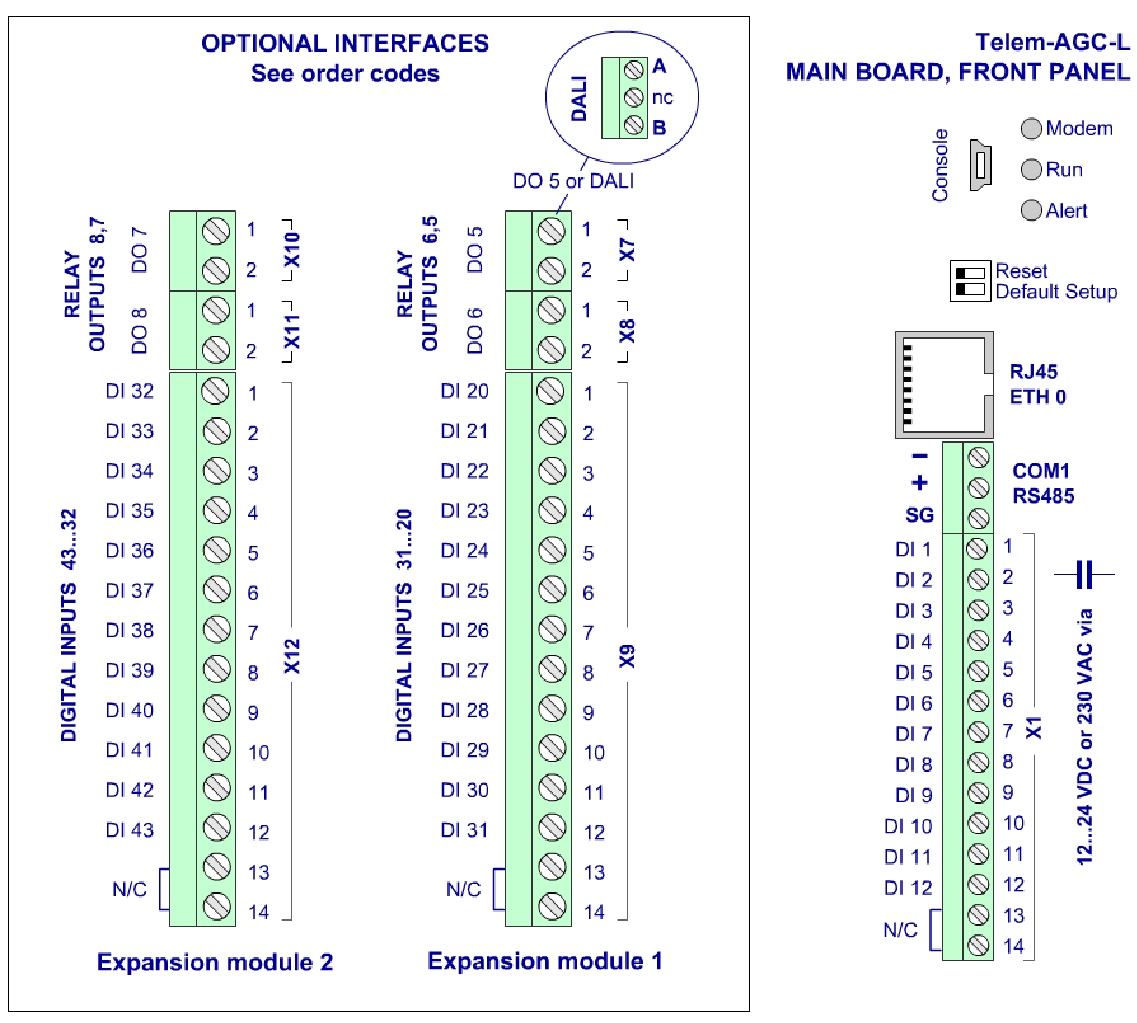 OPTIONAL INTERFACES
See order codes
DALI
A
nc
B
DO 5 or DALI
RELAY
OUTPUTS 8,7
DO 7
1
2
X10
DO 8
1
2
X11
DIGITAL INPUTS 43...32
DI 32 1
DI 33 2
DI 34 3
DI 35 4
DI 36 5
DI 37 6
DI 38 7
DI 39 8
DI 40 9
DI 41 10
DI 42 11
DI 43 12
N/C
13
14
X12
Expansion module 2
RELAY
OUTPUTS 6,5
DO 5
1
2
X7
DO 6
1
2
X8
DIGITAL INPUTS 31...20
DI 20 1
DI 21 2
DI 22 3
DI 23 4
DI 24 5
DI 25 6
DI 26 7
DI 27 8
DI 28 9
DI 29 10
DI 30 11
DI 31 12
N/C
13
14
X9
Expansion module 1
Telem-AGC-L
MAIN BOARD, FRONT PANEL
Console
Modem
Run
Alert
Reset
Default Setup
RJ45
ETH 0
−
+
SG
COM1
RS485
DI 1 1
DI 2 2
DI 3 3
DI 4 4
DI 5 5
DI 6 6
DI 7 7
DI 8 8
DI 9 9
DI 10 10
DI 11 11
DI 12 12
N/C
13
14
X1
12...24 VDC or 230 VAC via